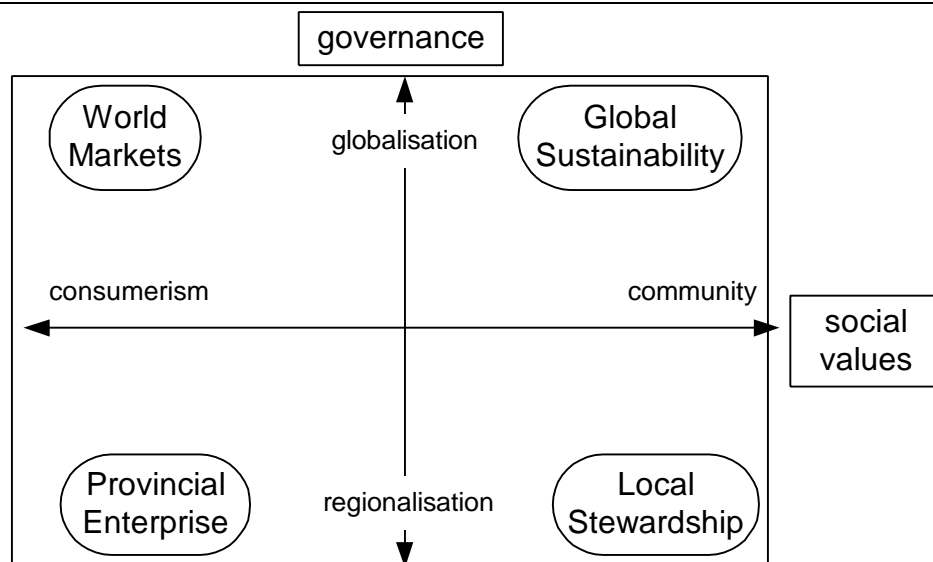 governance
World
Markets
globalisation
Global
Sustainability
consumerism
community
social
values
Provincial
Enterprise
regionalisation
Local
Stewardship